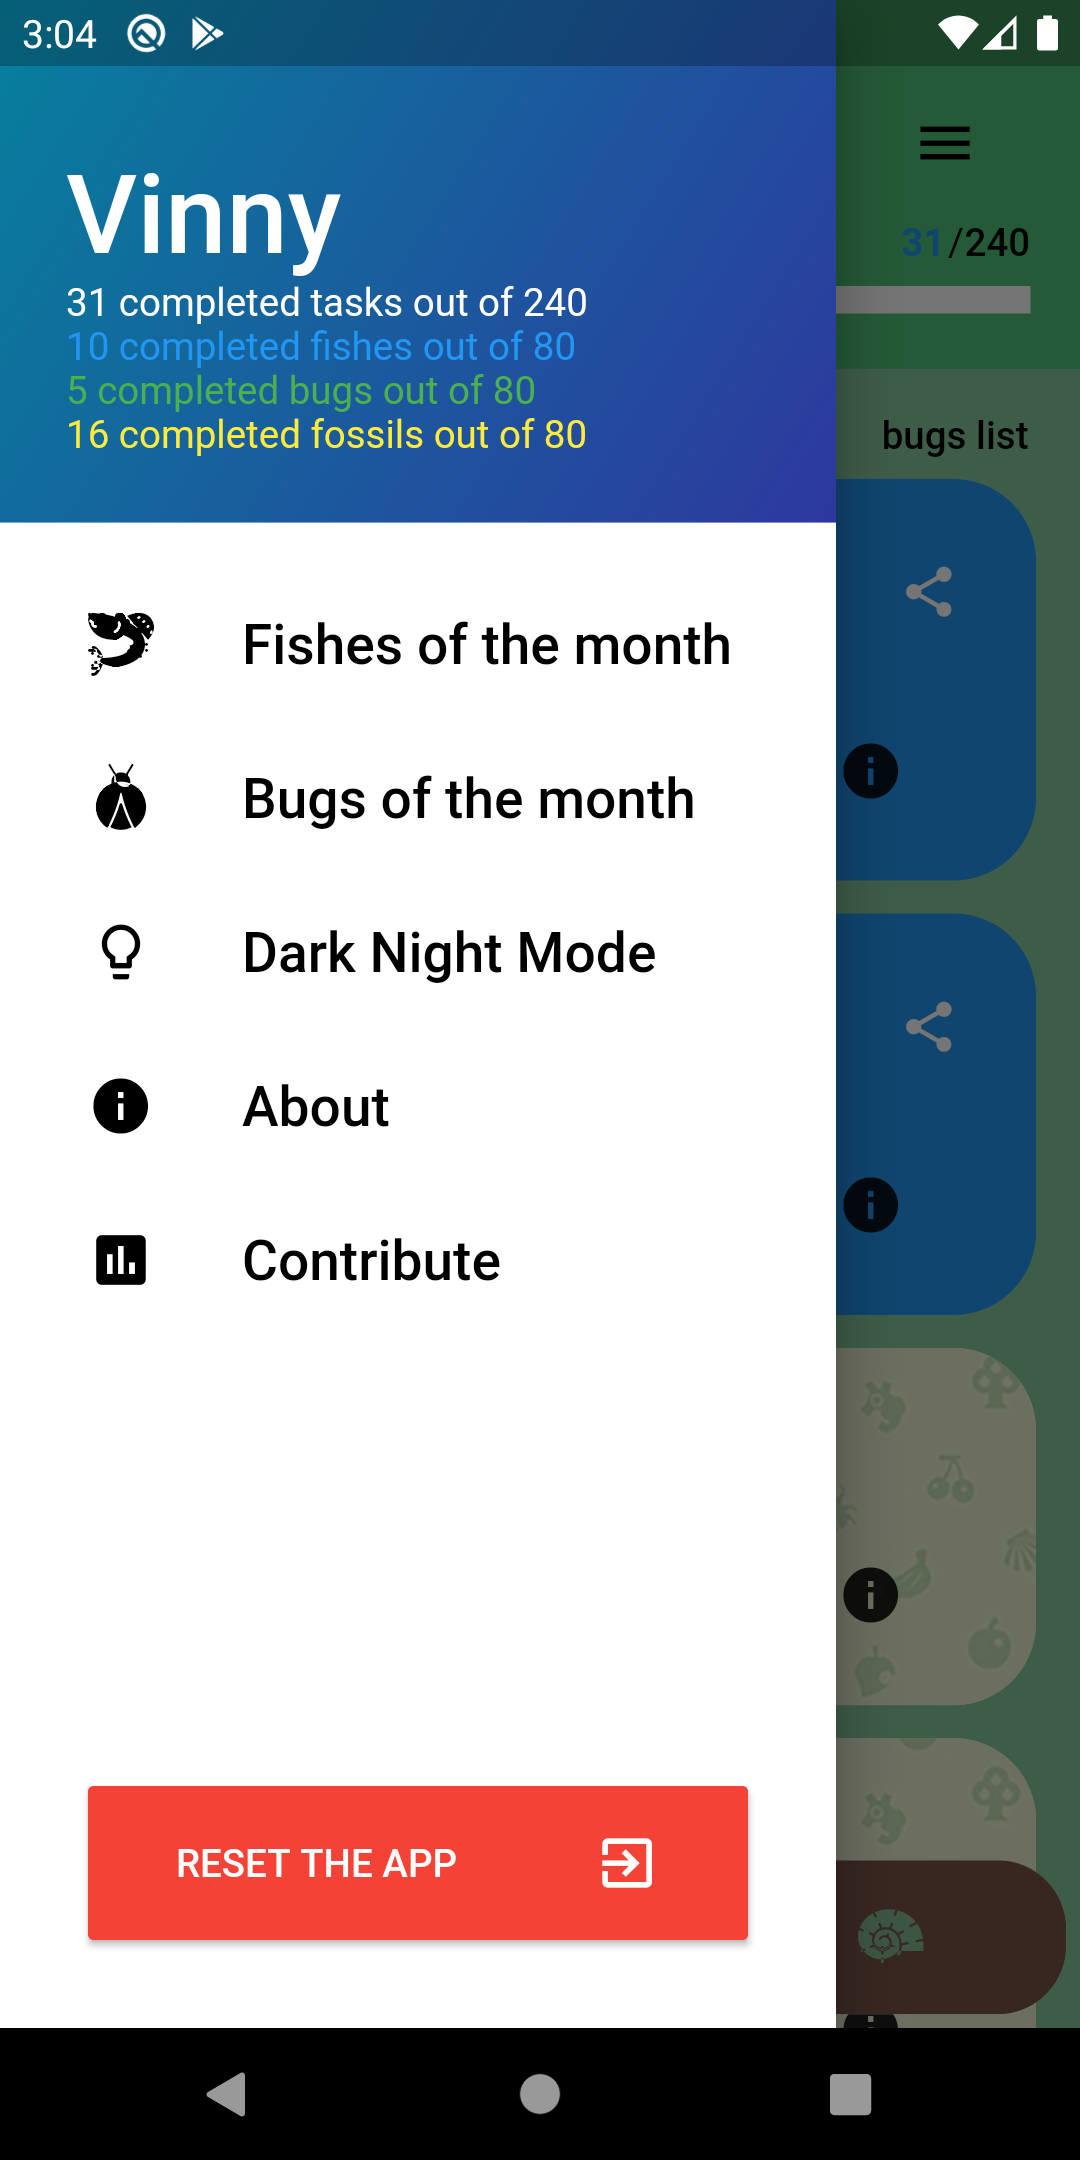 3:04
Vinny
31/240
31 completed tasks out of 240
10 completed fishes out of 80
5 completed bugs out of 80
16 completed fossils out of 80
bugs list
Fishes of the month
Bugs of the month
Dark Night Mode
About
Contribute
RESET THE APP